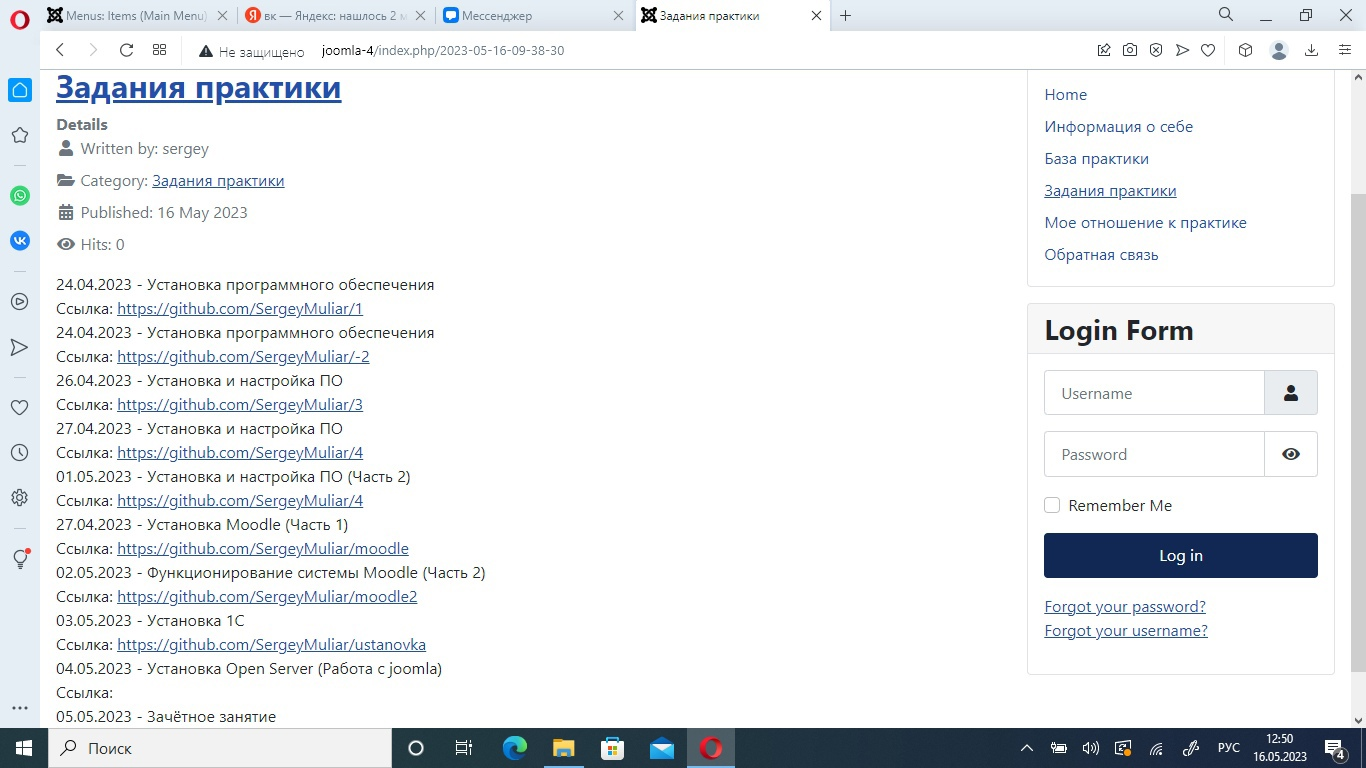 Menus: Items (Main Menu)
вк — Яндекс: нашлось 2 м
Мессенджер
Задания практики
Не защищено
joomla-4/index.php/2023-05-16-09-38-30
Задания практики
Details
Written by: sergey
Category: Задания практики
Published: 16 May 2023
Hits: 0
24.04.2023 - Установка программного обеспечения
Ссылка: https://github.com/SergeyMuliar/1
24.04.2023 - Установка программного обеспечения
Ссылка: https://github.com/SergeyMuliar/-2
26.04.2023 - Установка и настройка ПО
Ссылка: https://github.com/SergeyMuliar/3
27.04.2023 - Установка и настройка ПО
Ссылка: https://github.com/SergeyMuliar/4
01.05.2023 - Установка и настройка ПО (Часть 2)
Ссылка: https://github.com/SergeyMuliar/4
27.04.2023 - Установка Moodle (Часть 1)
Ссылка: https://github.com/SergeyMuliar/moodle
02.05.2023 - Функционирование системы Moodle (Часть 2)
Ссылка: https://github.com/SergeyMuliar/moodle2
03.05.2023 - Установка 1С
Ссылка: https://github.com/SergeyMuliar/ustanovka
04.05.2023 - Установка Open Server (Работа с joomla)
Ссылка:
05.05.2023 - Зачётное занятие
Home
Информация о себе
База практики
Задания практики
Мое отношение к практике
Обратная связь
Login Form
Username
Password
Remember Me
Log in
Forgot your password?
Forgot your username?
Поиск
РУС
12:50
16.05.2023
4